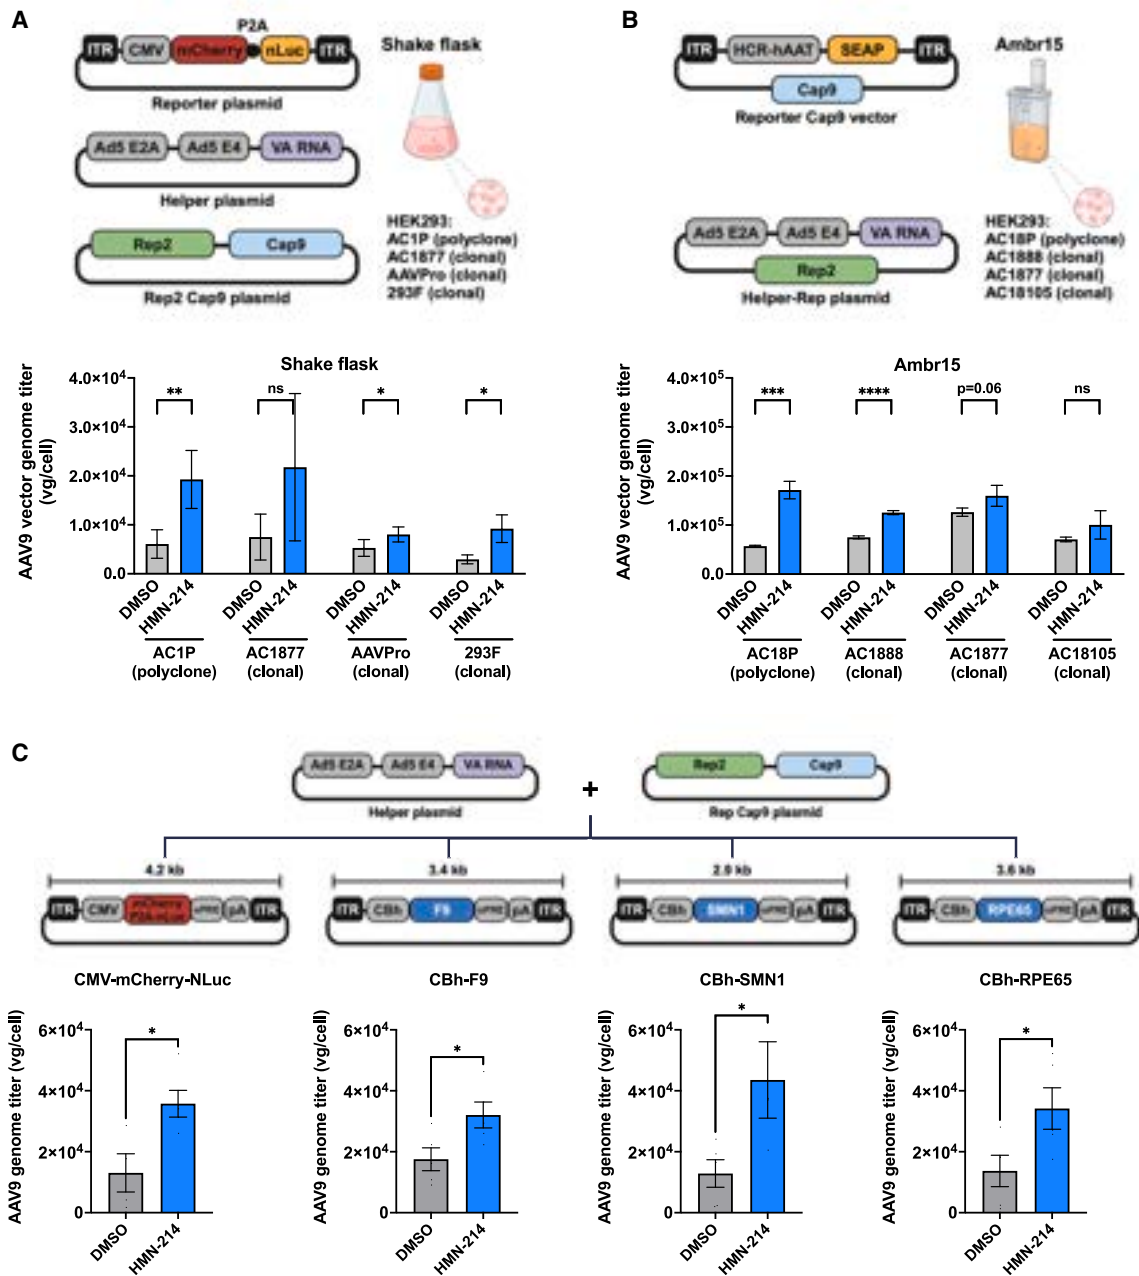 A
P2A
ITR CMV mCherry nLuc ITR
Reporter plasmid
Ad5 E2A Ad5 E4 VA RNA
Helper plasmid
Rep2 Cap9
Rep2 Cap9 plasmid
Shake flask
HEK293:
AC1P (polyclone)
AC1877 (clonal)
AAVPro (clonal)
293F (clonal)
Shake flask
AAV9 vector genome titer
(vg/cell)
4.0×10⁴
3.0×10⁴
2.0×10⁴
1.0×10⁴
0.0
** ns * *
DMSO HMN-214 DMSO HMN-214 DMSO HMN-214 DMSO HMN-214
AC1P AC1877 AAVPro 293F
(polyclone) (clonal) (clonal) (clonal)
B
ITR HCR-hAAT SEAP ITR
Cap9
Reporter Cap9 vector
Ad5 E2A Ad5 E4 VA RNA
Rep2
Helper-Rep plasmid
Ambr15
HEK293:
AC18P (polyclone)
AC1888 (clonal)
AC1877 (clonal)
AC18105 (clonal)
Ambr15
AAV9 vector genome titer
(vg/cell)
4.0×10⁵
3.0×10⁵
2.0×10⁵
1.0×10⁵
0.0
*** **** p=0.06 ns
DMSO HMN-214 DMSO HMN-214 DMSO HMN-214 DMSO HMN-214
AC18P AC1888 AC1877 AC18105
(polyclone) (clonal) (clonal) (clonal)
C
Ad5 E2A Ad5 E4 VA RNA
Helper plasmid
+
Rep2 Cap9
Rep Cap9 plasmid
4.2 kb
ITR CMV mCherry pA ITR
P2A-nLuc
3.4 kb
ITR CBh F9 pA ITR
2.9 kb
ITR CBh SMN1 pA ITR
3.6 kb
ITR CBh RPE65 pA ITR
CMV-mCherry-NLuc
AAV9 genome titer (vg/cell)
6×10⁴
4×10⁴
2×10⁴
0
*
DMSO HMN-214
CBh-F9
AAV9 genome titer (vg/cell)
6×10⁴
4×10⁴
2×10⁴
0
*
DMSO HMN-214
CBh-SMN1
AAV9 genome titer (vg/cell)
6×10⁴
4×10⁴
2×10⁴
0
*
DMSO HMN-214
CBh-RPE65
AAV9 genome titer (vg/cell)
6×10⁴
4×10⁴
2×10⁴
0
*
DMSO HMN-214